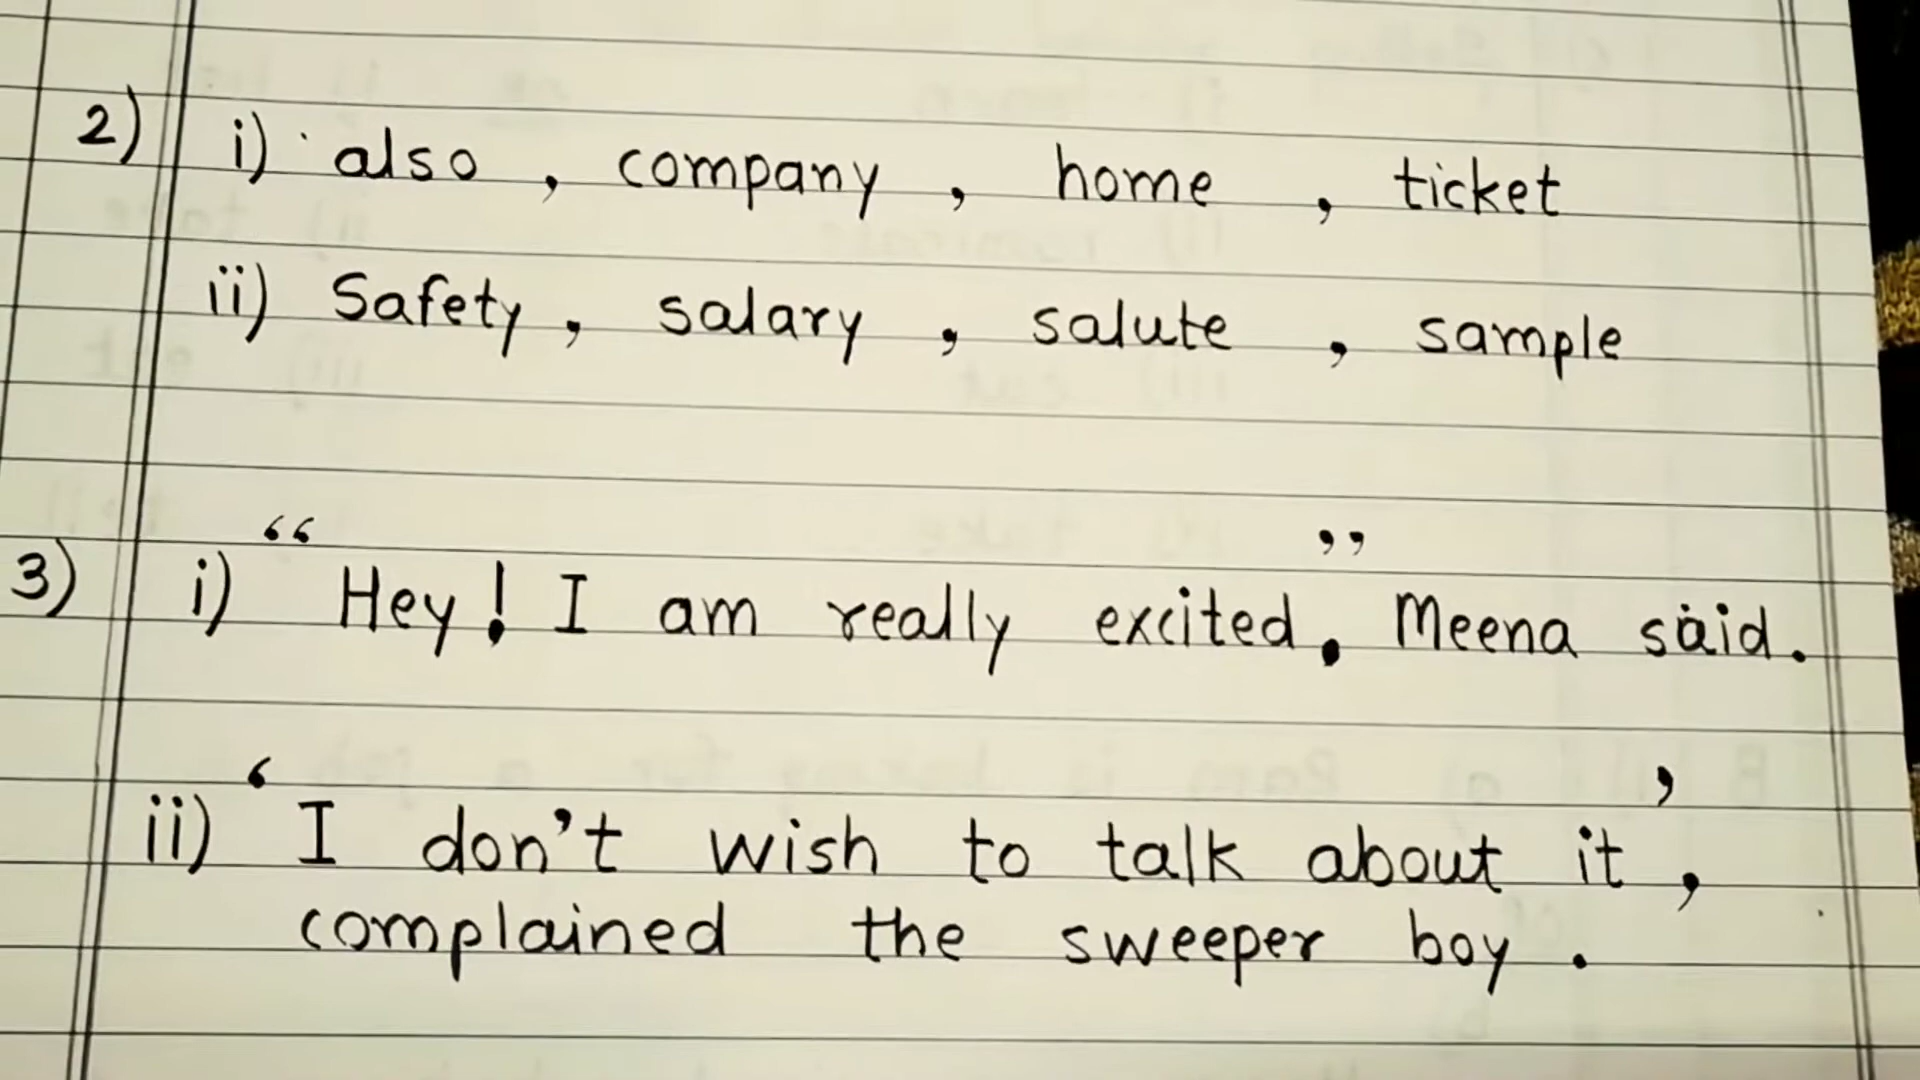 2) i) also , company , home , ticket
ii) Safety , salary , salute , sample
3) i) “ Hey! I am really excited. ” Meena said.
ii) ‘ I don't wish to talk about it , ’
complained the sweeper boy .